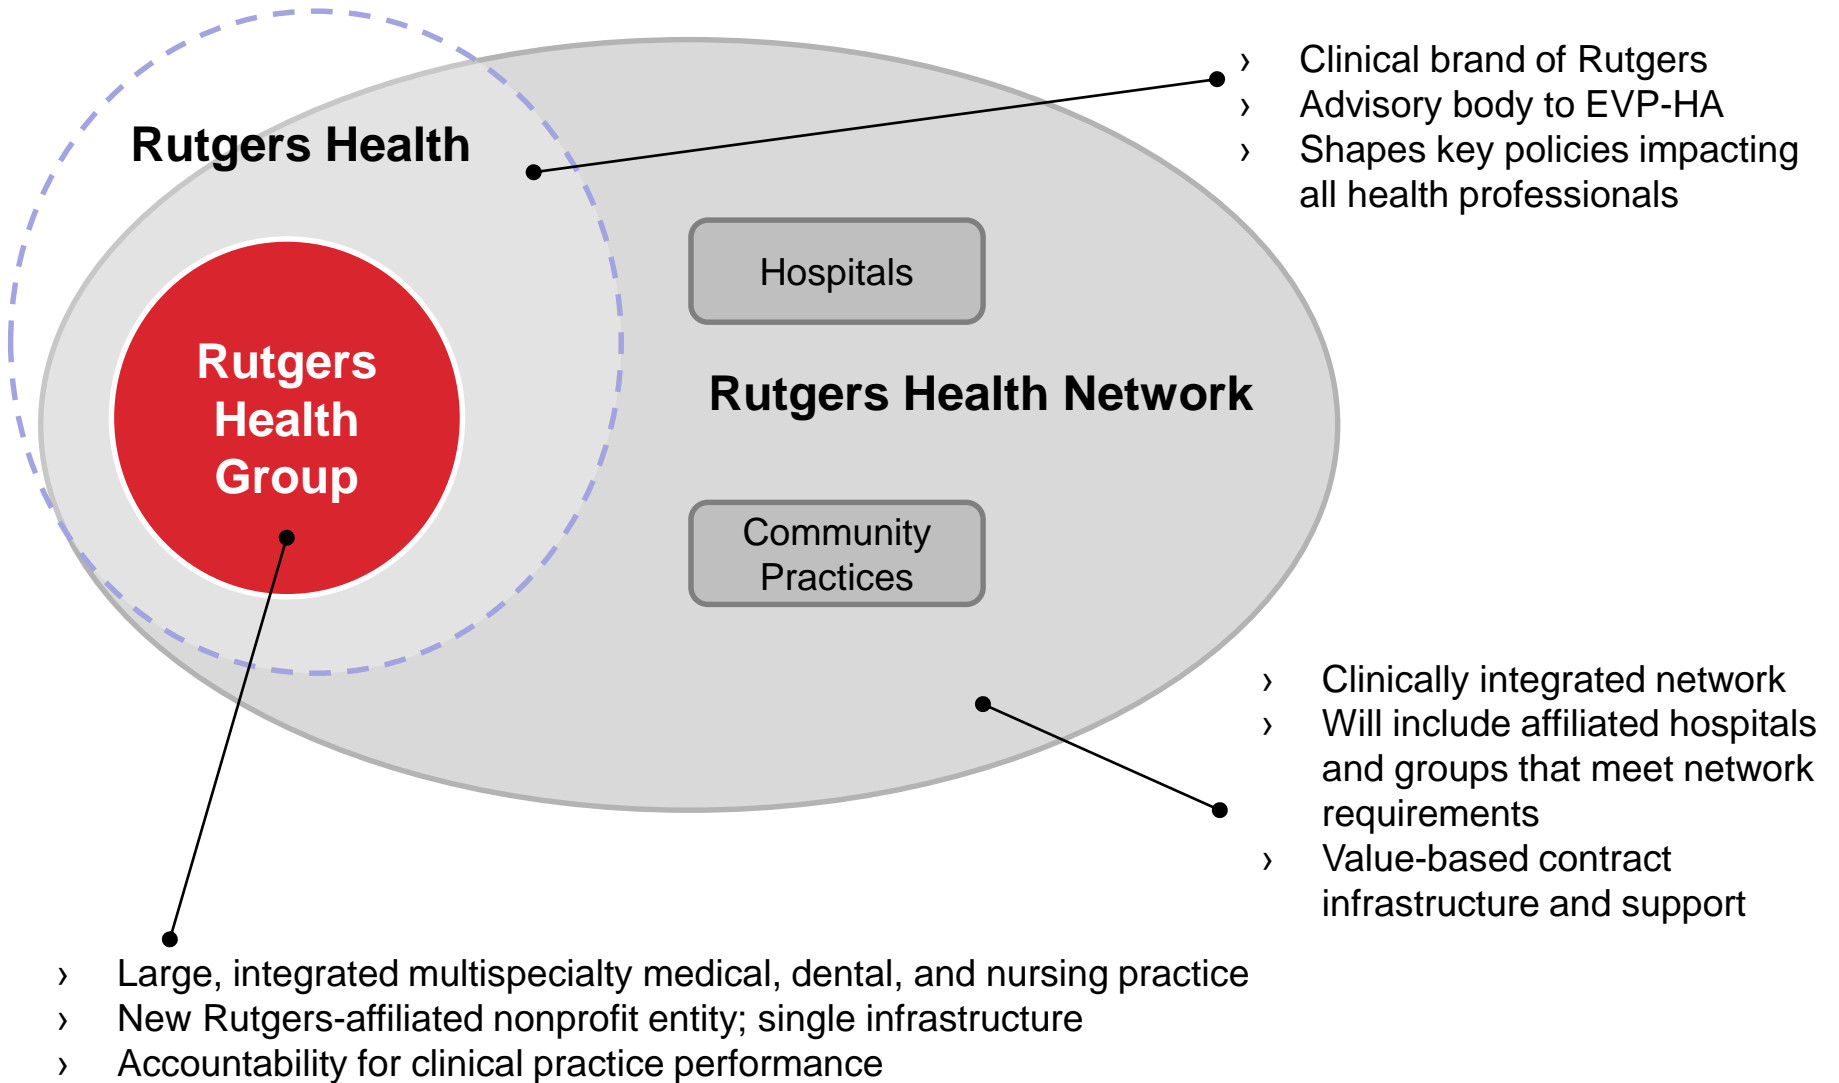 › Clinical brand of Rutgers
› Advisory body to EVP-HA
› Shapes key policies impacting
all health professionals
Rutgers Health
Hospitals
Rutgers
Health
Group
Rutgers Health Network
Community
Practices
› Clinically integrated network
› Will include affiliated hospitals
and groups that meet network
requirements
› Value-based contract
infrastructure and support
› Large, integrated multispecialty medical, dental, and nursing practice
› New Rutgers-affiliated nonprofit entity; single infrastructure
› Accountability for clinical practice performance